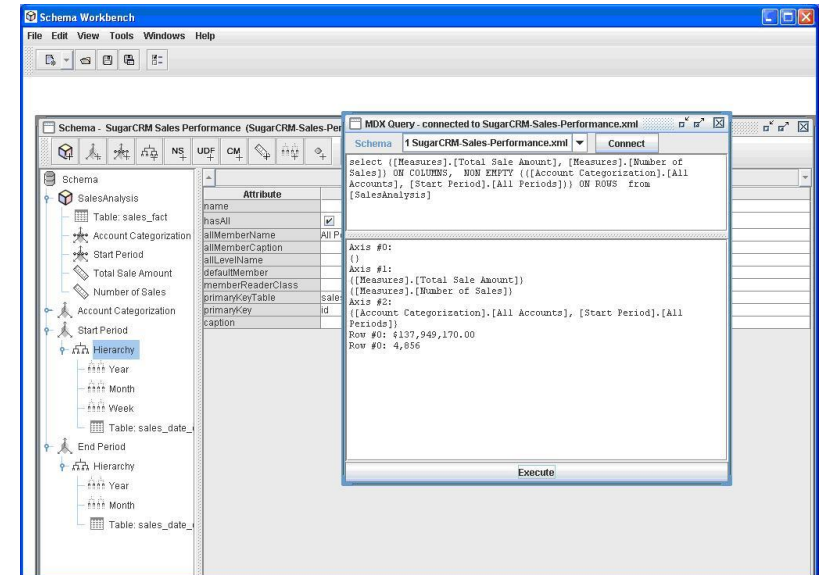 Schema Workbench
File Edit View Tools Windows Help
Schema - SugarCRM Sales Performance (SugarCRM-Sales-Per
NS
UDF
CM
Schema
SalesAnalysis
Table: sales_fact
Account Categorization
Start Period
Total Sale Amount
Number of Sales
Account Categorization
Start Period
Hierarchy
Year
Month
Week
Table: sales_date_
End Period
Hierarchy
Year
Month
Table: sales_date_
Attribute
name
hasAll
allMemberName All Pe
allMemberCaption
allLevelName
defaultMember
memberReaderClass
primaryKeyTable sales
primaryKey id
caption
MDX Query - connected to SugarCRM-Sales-Performance.xml
Schema 1 SugarCRM-Sales-Performance.xml Connect
select {[Measures].[Total Sale Amount], [Measures].[Number of
Sales]} ON COLUMNS, NON EMPTY {([Account Categorization].[All
Accounts], [Start Period].[All Periods])} ON ROWS from
[SalesAnalysis]
Axis #0:
{}
Axis #1:
{[Measures].[Total Sale Amount]}
{[Measures].[Number of Sales]}
Axis #2:
{[Account Categorization].[All Accounts], [Start Period].[All
Periods]}
Row #0: $137,949,170.00
Row #0: 4,856
Execute